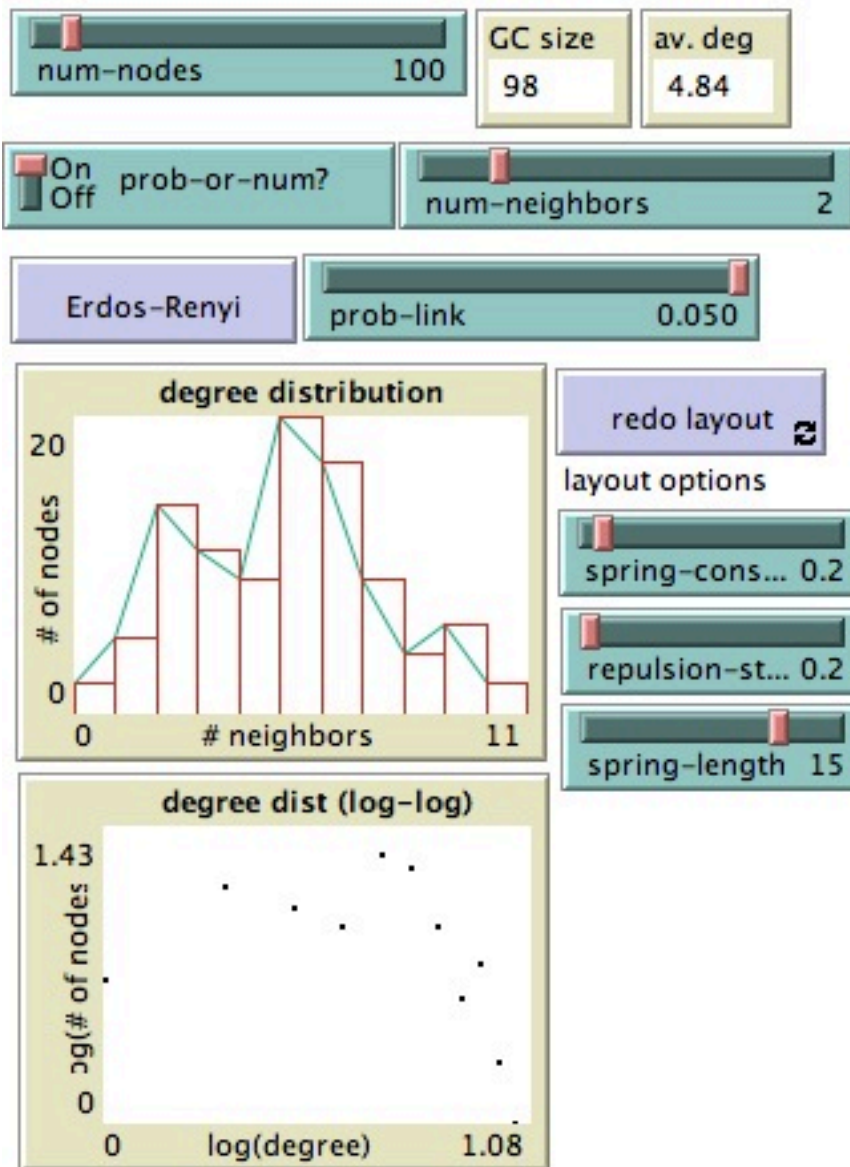 num-nodes 100
GC size
98
av. deg
4.84
On
Off
prob-or-num?
num-neighbors 2
Erdos-Renyi
prob-link 0.050
degree distribution
20
# of nodes
0
0 # neighbors 11
redo layout
layout options
spring-cons... 0.2
repulsion-st... 0.2
spring-length 15
degree dist (log-log)
1.43
og(# of nodes
0
0 log(degree) 1.08